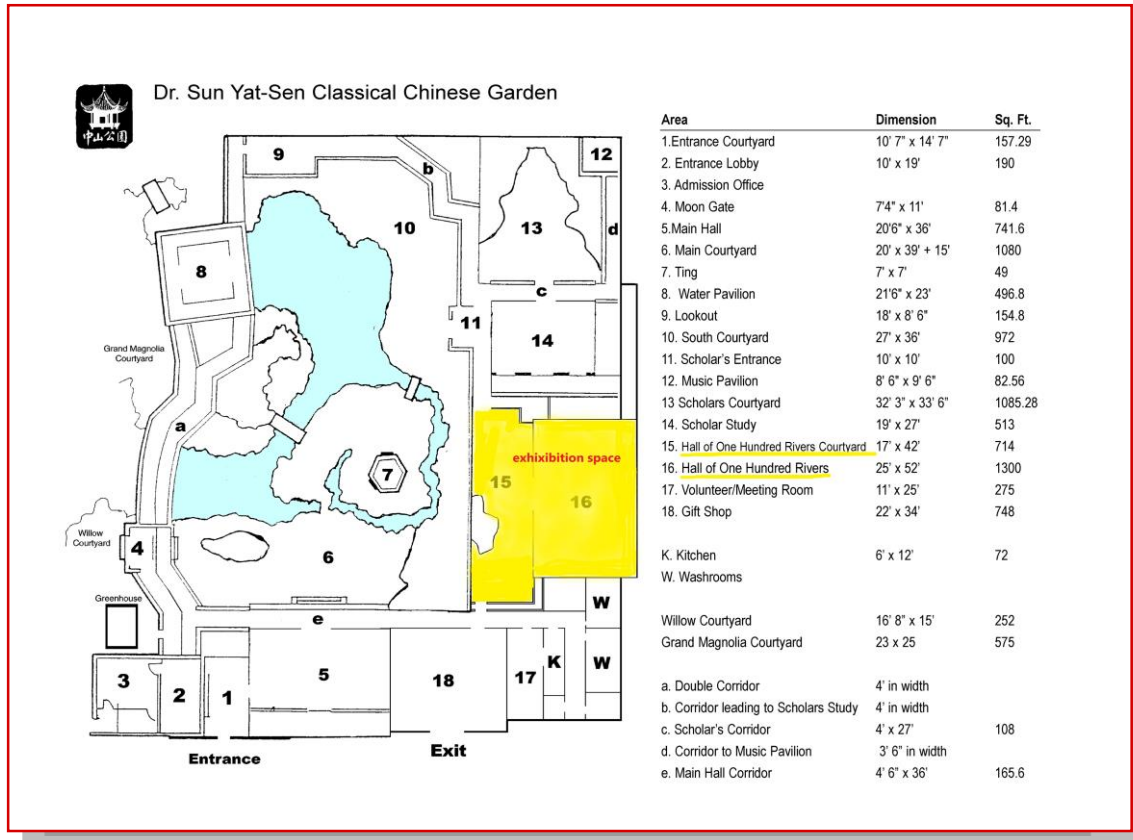 Dr. Sun Yat-Sen Classical Chinese Garden
中山公園
Area Dimension Sq. Ft.
1.Entrance Courtyard 10' 7" x 14' 7" 157.29
2. Entrance Lobby 10' x 19' 190
3. Admission Office
4. Moon Gate 7'4" x 11' 81.4
5.Main Hall 20'6" x 36' 741.6
6. Main Courtyard 20' x 39' + 15' 1080
7. Ting 7' x 7' 49
8. Water Pavilion 21'6" x 23' 496.8
9. Lookout 18' x 8' 6" 154.8
10. South Courtyard 27' x 36' 972
11. Scholar's Entrance 10' x 10' 100
12. Music Pavilion 8' 6" x 9' 6" 82.56
13 Scholars Courtyard 32' 3" x 33' 6" 1085.28
14. Scholar Study 19' x 27' 513
15. Hall of One Hundred Rivers Courtyard 17' x 42' 714
16. Hall of One Hundred Rivers 25' x 52' 1300
17. Volunteer/Meeting Room 11' x 25' 275
18. Gift Shop 22' x 34' 748
K. Kitchen 6' x 12' 72
W. Washrooms
Willow Courtyard 16' 8" x 15' 252
Grand Magnolia Courtyard 23 x 25 575
a. Double Corridor 4' in width
b. Corridor leading to Scholars Study 4' in width
c. Scholar's Corridor 4' x 27' 108
d. Corridor to Music Pavilion 3' 6" in width
e. Main Hall Corridor 4' 6" x 36' 165.6
9
b
12
10
13
d
8
c
11
14
Grand Magnolia
Courtyard
a
exhixibition space
7
15
16
Willow
Courtyard
4
6
Greenhouse
e
W
3
2
1
5
18
17
K
W
Entrance
Exit